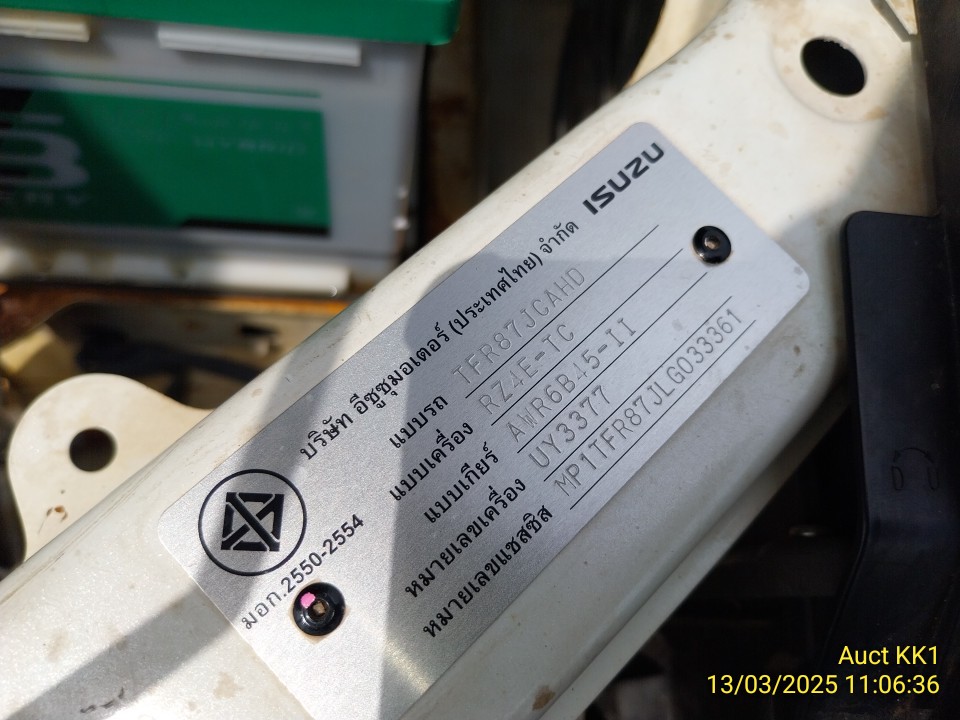 ISUZU
บริษัท อีซูซุมอเตอร์ (ประเทศไทย) จำกัด
แบบรถ TFR87JCAHD
แบบเครื่อง RZ4E-TC
แบบเกียร์ AWR6B45-II
หมายเลขเครื่อง UY3377
หมายเลขแชสซิส MP1TFR87JLG033361
มอก.2550-2554
Auct KK1
13/03/2025 11:06:36